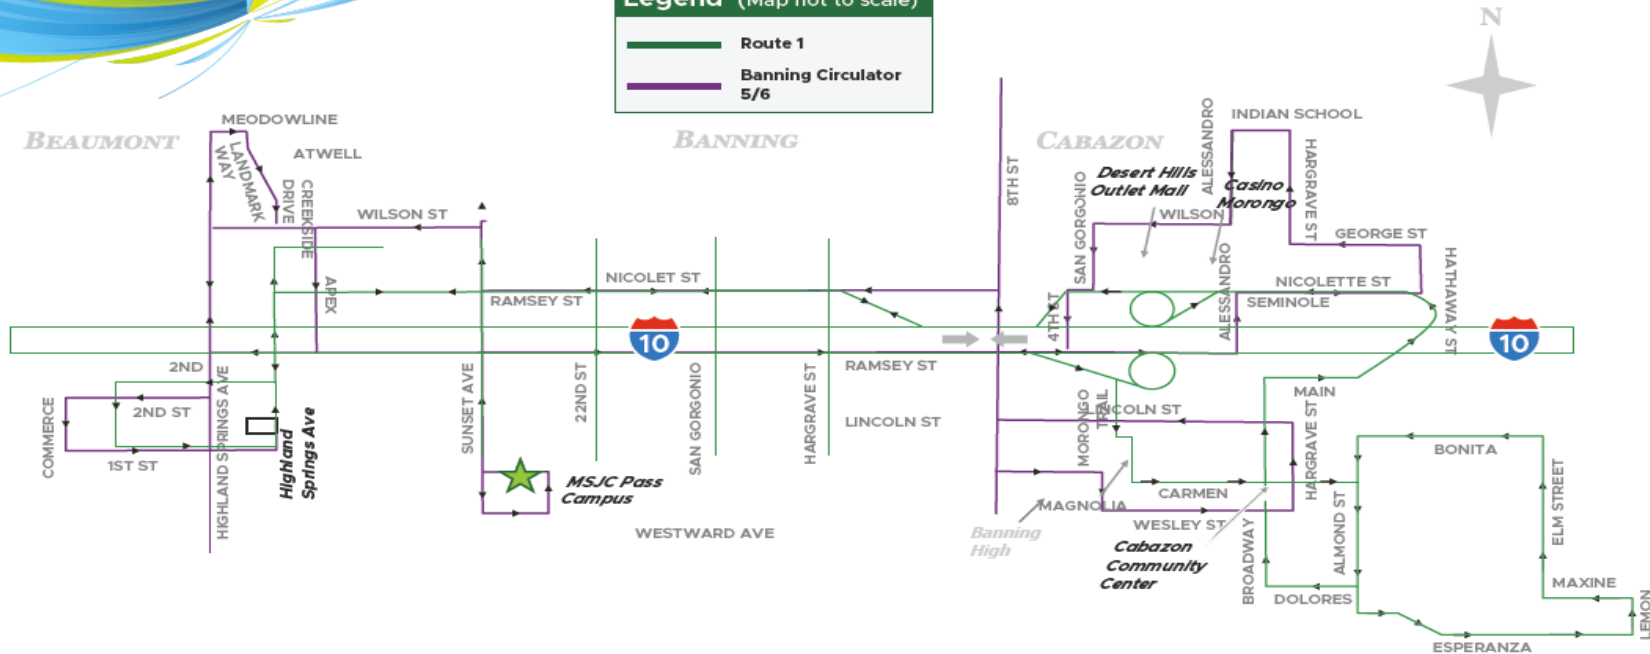 Legend (Map not to scale)
Route 1
Banning Circulator
5/6
N
BEAUMONT
BANNING
CABAZON
MEODOWLINE
ATWELL
LANDMARK
WAY
CREEKSIDE
DRIVE
WILSON ST
APEX
NICOLET ST
RAMSEY ST
10
RAMSEY ST
2ND
2ND ST
1ST ST
COMMERCE
HIGHLAND SPRINGS AVE
Highland
Springs Ave
SUNSET AVE
22ND ST
SAN GORGONIO
HARGRAVE ST
LINCOLN ST
MSJC Pass
Campus
WESTWARD AVE
8TH ST
INDIAN SCHOOL
ALESSANDRO
HARGRAVE ST
Desert Hills
Outlet Mall
Casino
Morongo
SAN GORGONIO
WILSON
GEORGE ST
HATHAWAY ST
NICOLETTE ST
SEMINOLE
ALESSANDRO
4TH ST
10
MAIN
MORONGO
TRAIL
LINCOLN ST
CARMEN
MAGNOLIA
WESLEY ST
Banning
High
Cabazon
Community
Center
HARGRAVE ST
BROADWAY
ALMOND ST
DOLORES
BONITA
ELM STREET
MAXINE
LEMON
ESPERANZA